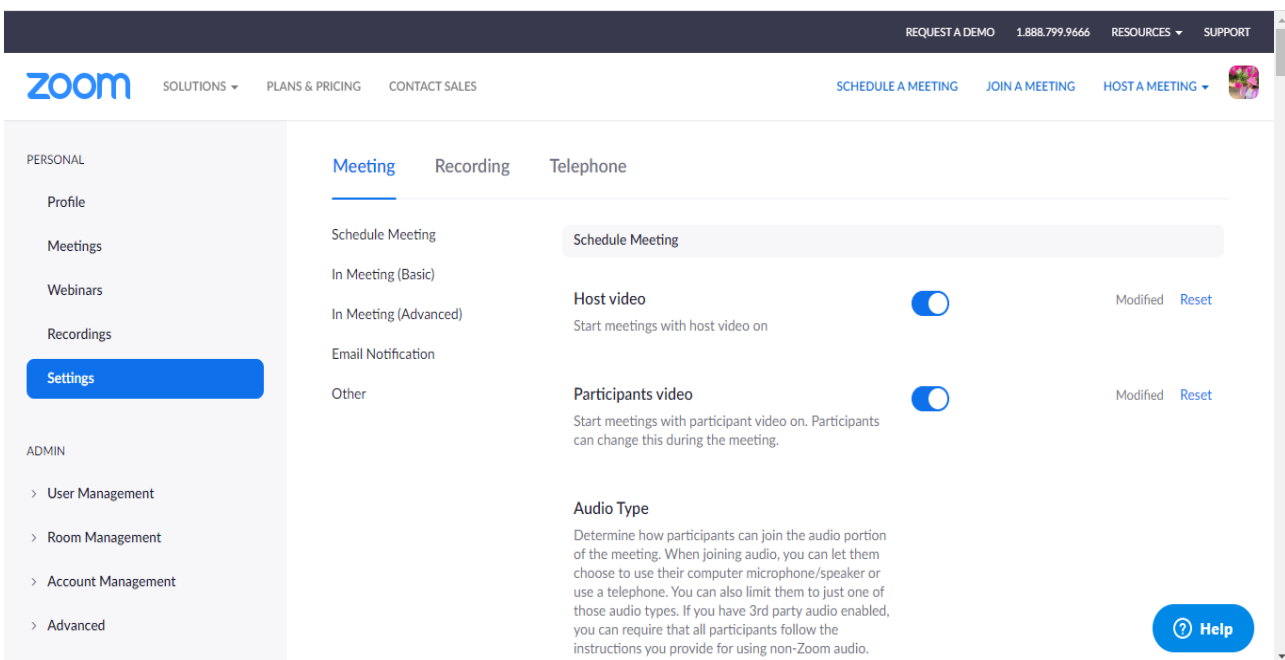 REQUEST A DEMO 1.888.799.9666 RESOURCES SUPPORT
zoom SOLUTIONS PLANS & PRICING CONTACT SALES SCHEDULE A MEETING JOIN A MEETING HOST A MEETING
PERSONAL
Profile
Meetings
Webinars
Recordings
Settings
ADMIN
User Management
Room Management
Account Management
Advanced
Meeting Recording Telephone
Schedule Meeting
In Meeting (Basic)
In Meeting (Advanced)
Email Notification
Other
Schedule Meeting
Host video Modified Reset
Start meetings with host video on
Participants video Modified Reset
Start meetings with participant video on. Participants
can change this during the meeting.
Audio Type
Determine how participants can join the audio portion
of the meeting. When joining audio, you can let them
choose to use their computer microphone/speaker or
use a telephone. You can also limit them to just one of
those audio types. If you have 3rd party audio enabled,
you can require that all participants follow the
instructions you provide for using non-Zoom audio.
Help